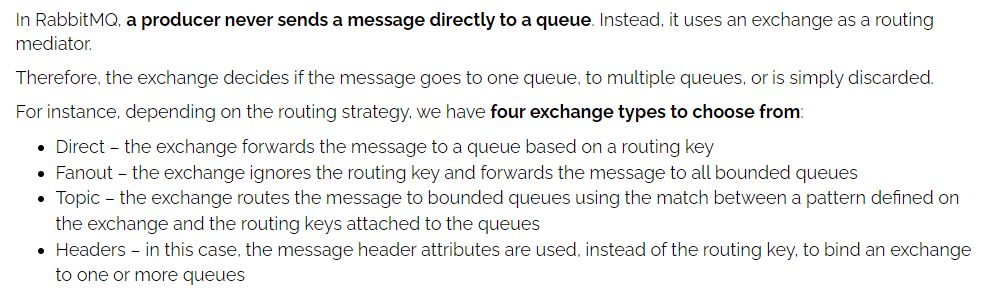 In RabbitMQ, a producer never sends a message directly to a queue. Instead, it uses an exchange as a routing
mediator.
Therefore, the exchange decides if the message goes to one queue, to multiple queues, or is simply discarded.
For instance, depending on the routing strategy, we have four exchange types to choose from:
• Direct – the exchange forwards the message to a queue based on a routing key
• Fanout – the exchange ignores the routing key and forwards the message to all bounded queues
• Topic – the exchange routes the message to bounded queues using the match between a pattern defined on
the exchange and the routing keys attached to the queues
• Headers – in this case, the message header attributes are used, instead of the routing key, to bind an exchange
to one or more queues